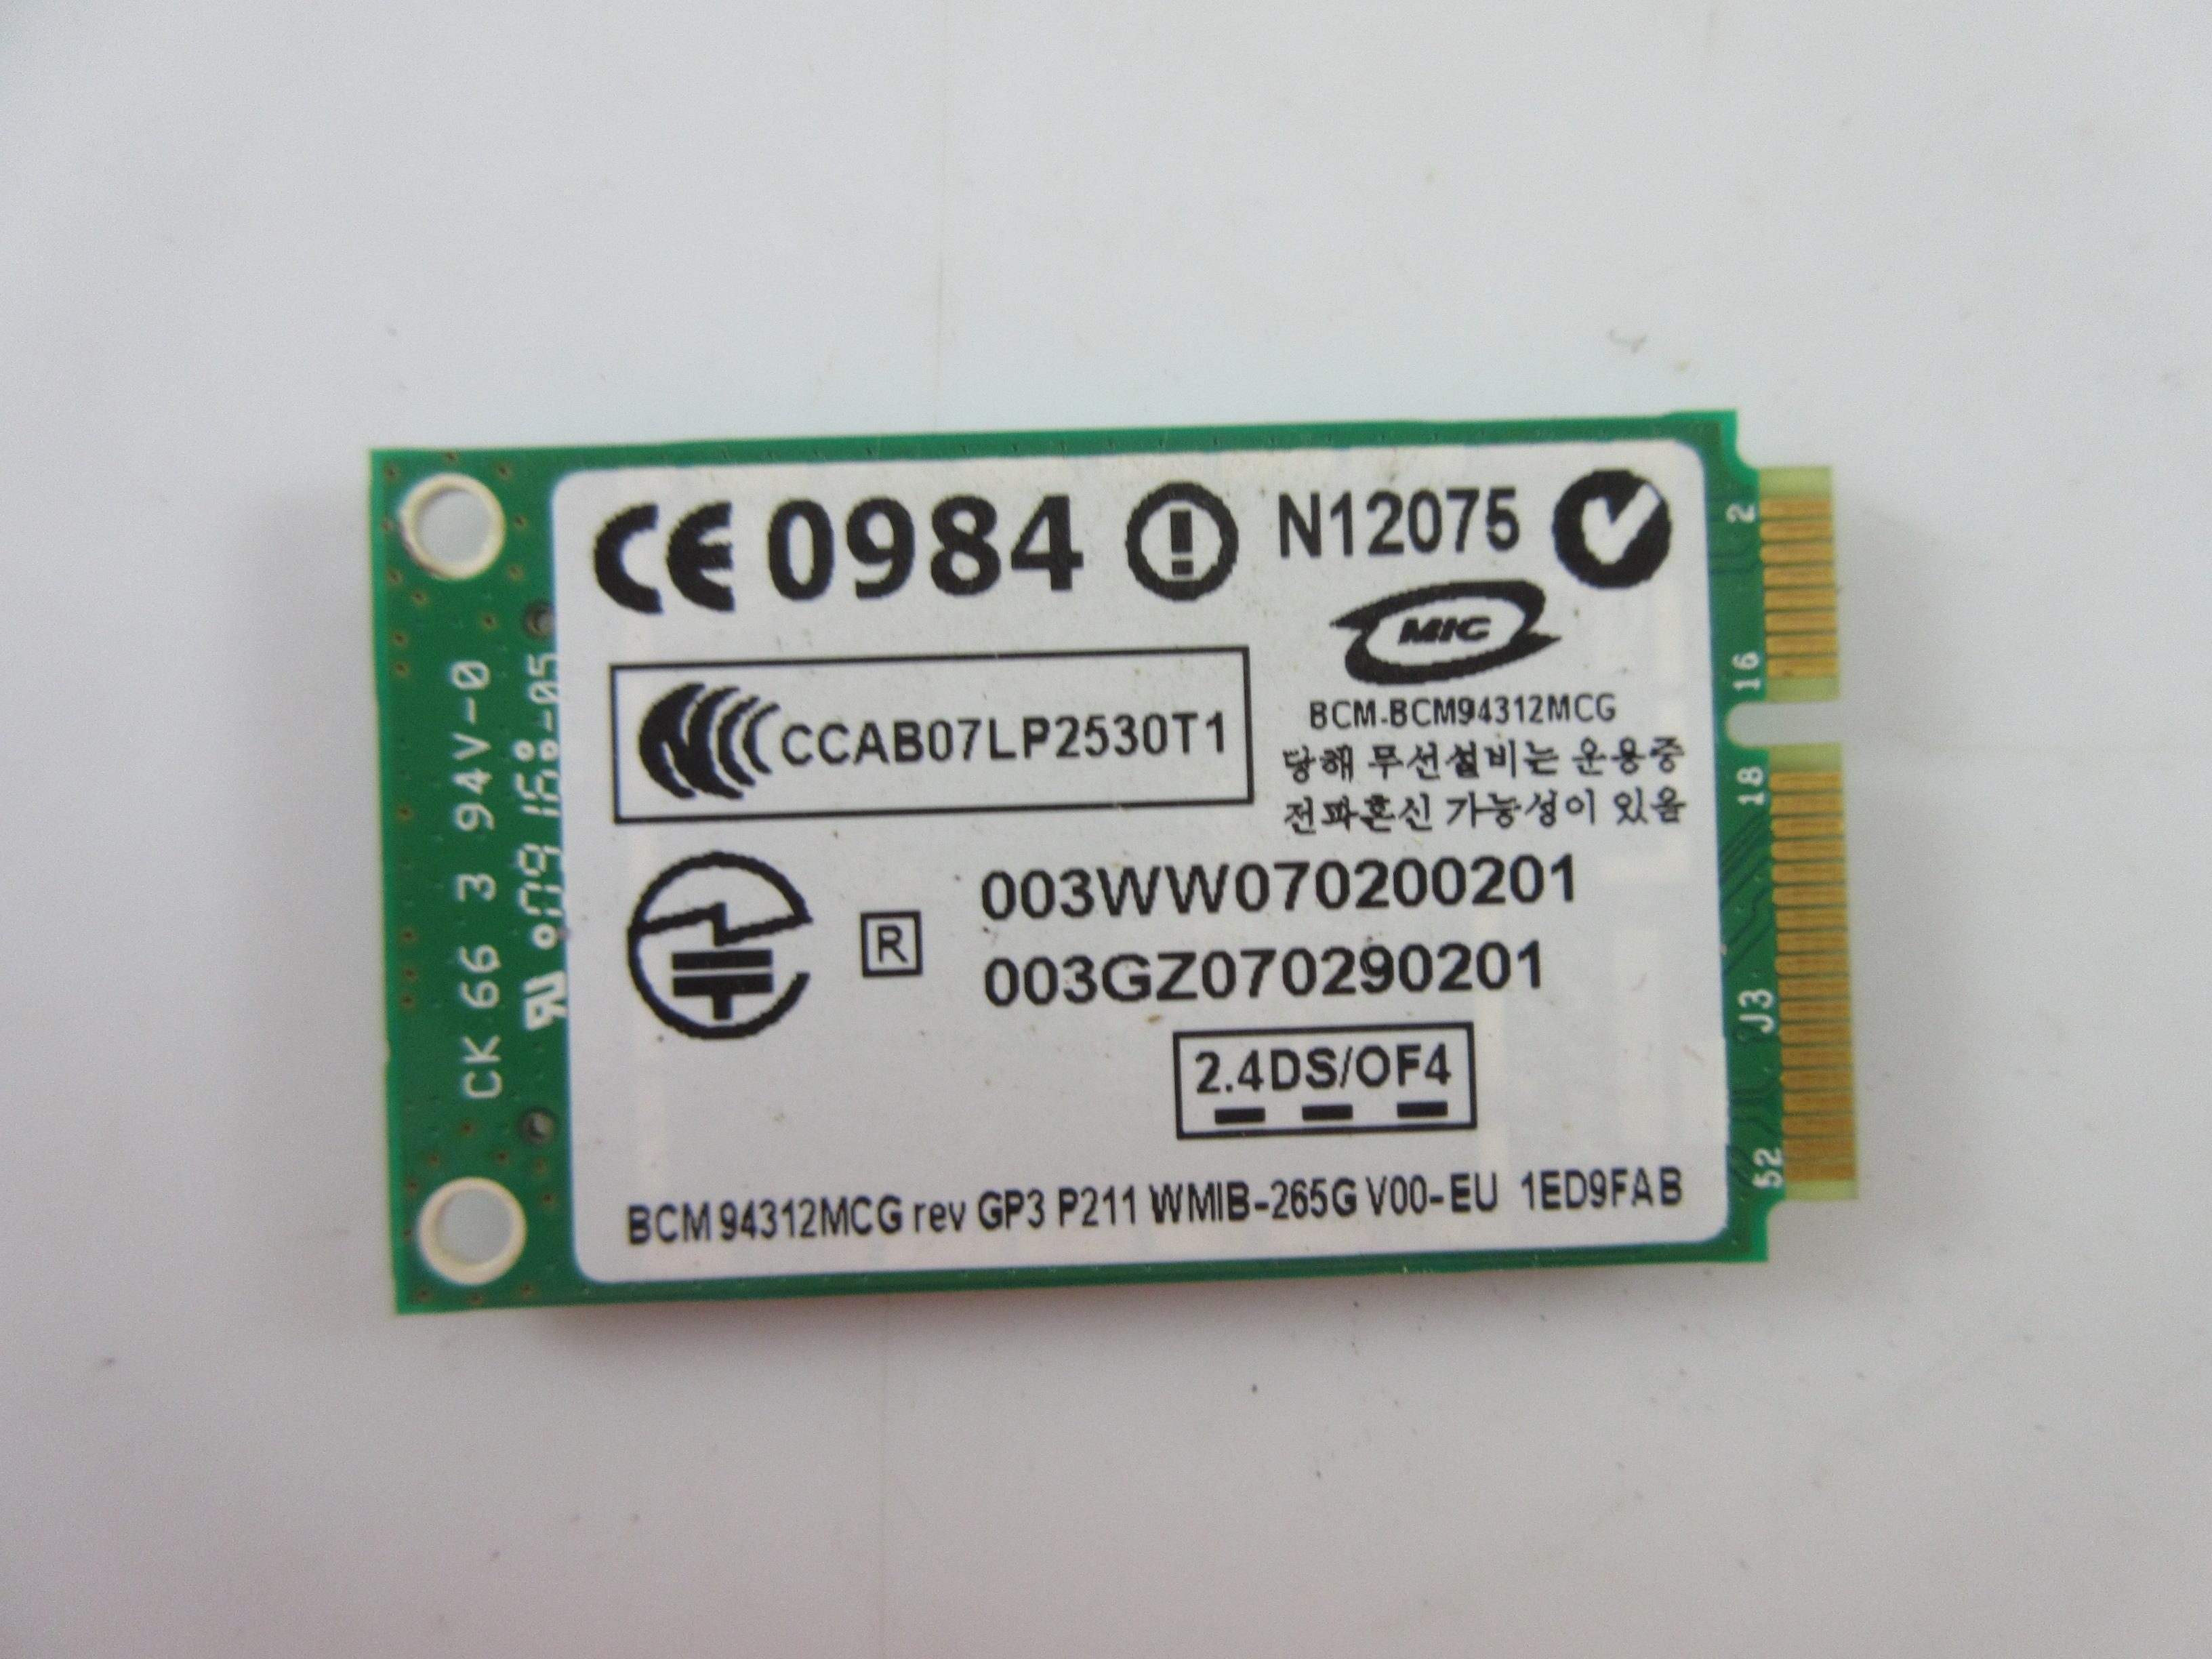 CE 0984 N12075
MIC
BCM-BCM94312MCG
당해 무선설비는 운용중
전파혼신 가능성이 있음
CCAB07LP2530T1
R 003WW070200201
003GZ070290201
2.4DS/OF4
BCM 94312MCG rev GP3 P211 WMIB-265G V00-EU 1ED9FAB
CK 66 3 94V-0
2
16
18
J3
52